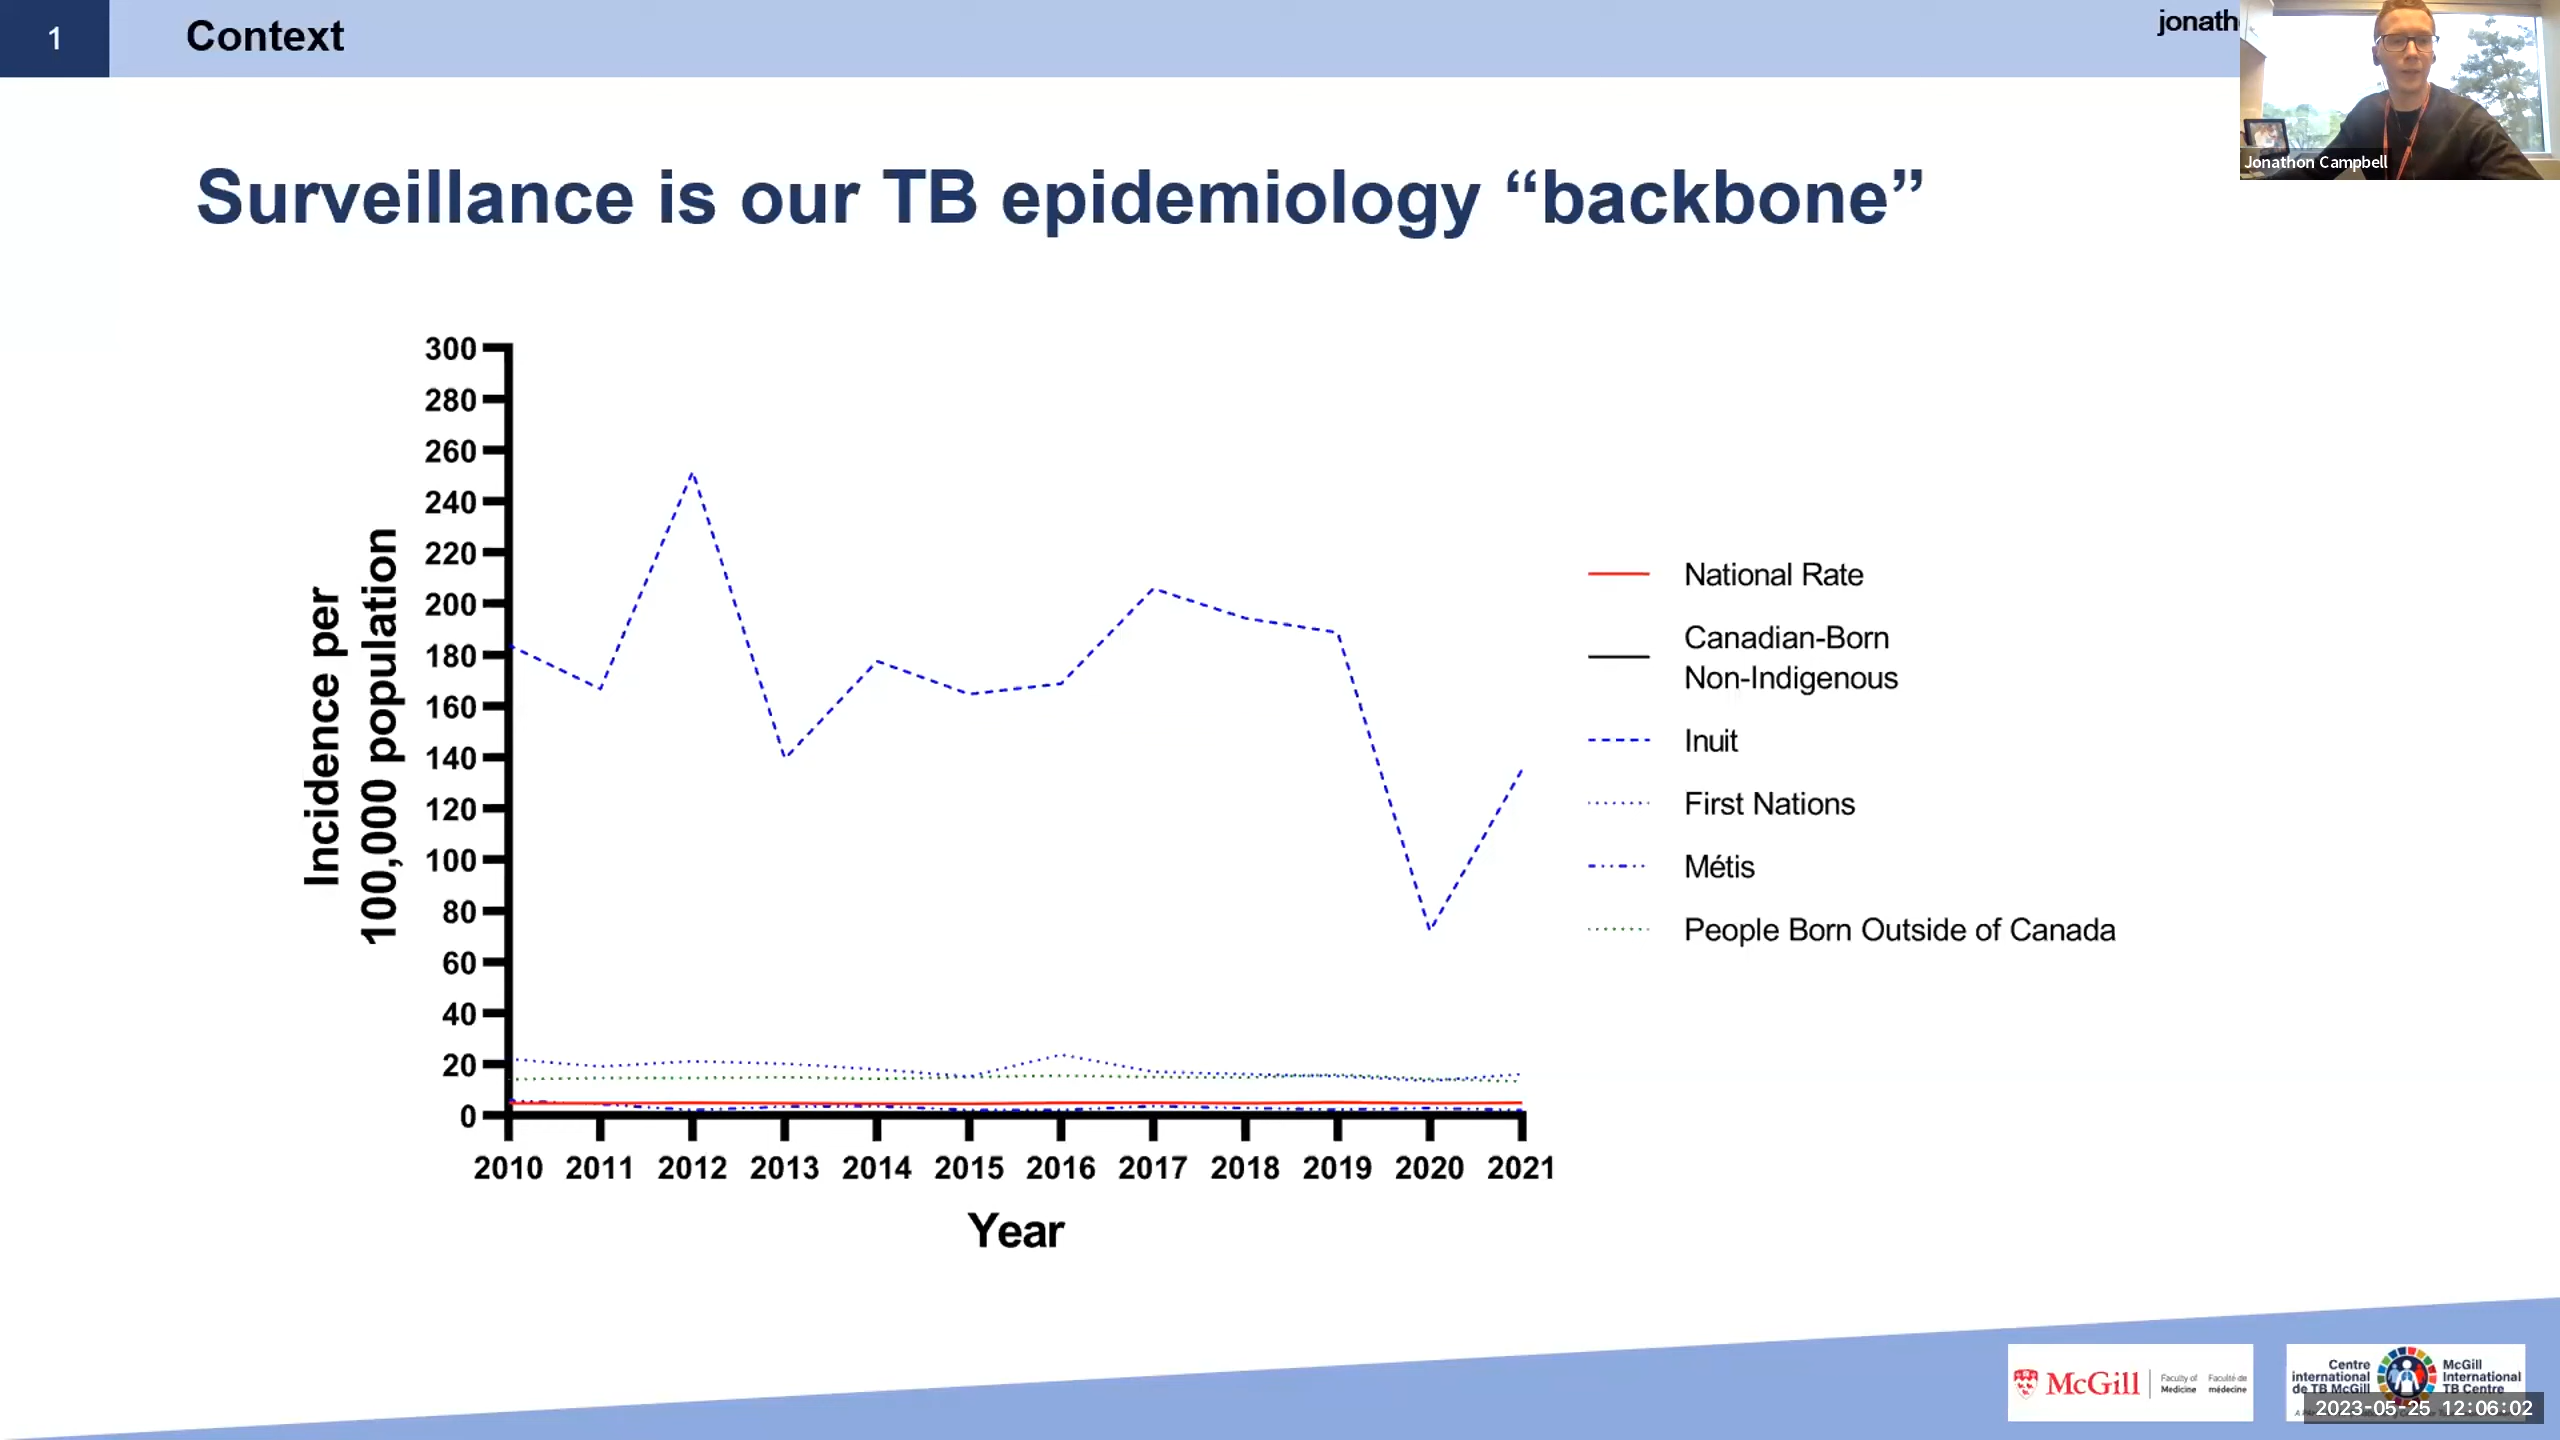 1
Context
jonath
Jonathon Campbell
Surveillance is our TB epidemiology “backbone”
Incidence per
100,000 population
300
280
260
240
220
200
180
160
140
120
100
80
60
40
20
0
2010 2011 2012 2013 2014 2015 2016 2017 2018 2019 2020 2021
Year
National Rate
Canadian-Born
Non-Indigenous
Inuit
First Nations
Métis
People Born Outside of Canada
McGill
Faculty of
Medicine
Faculté de
médecine
Centre
international
de TB McGill
McGill
International
TB Centre
2023-05-25 12:06:02